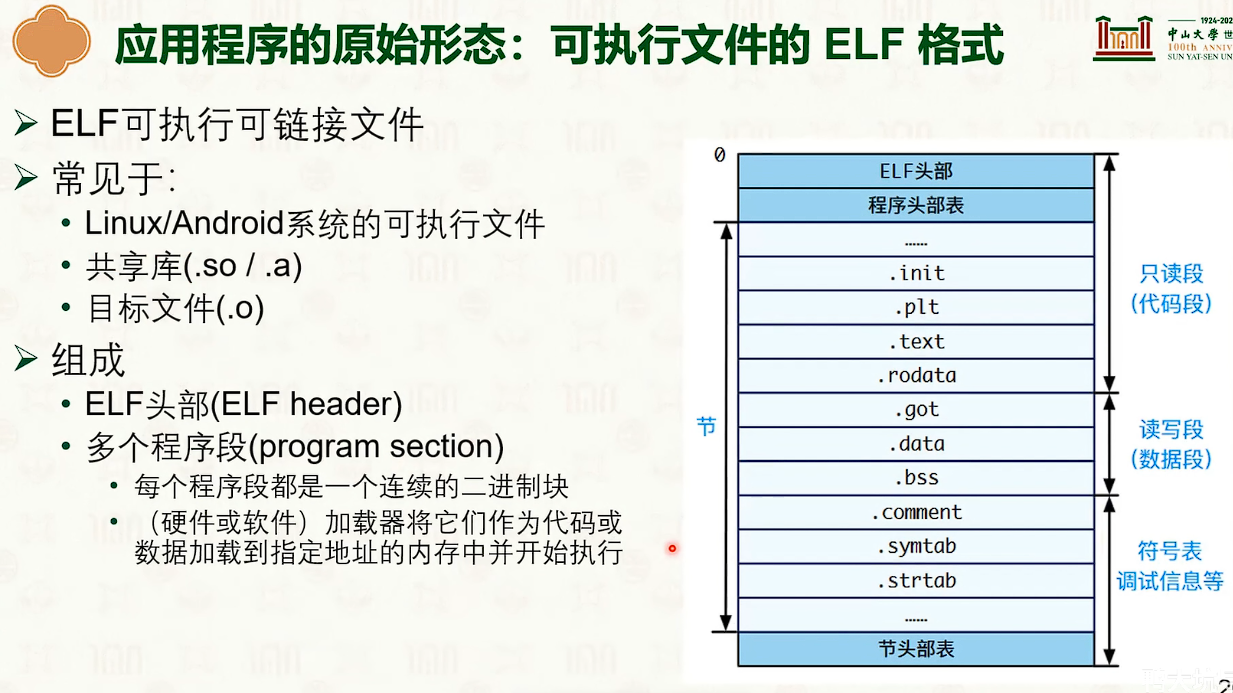 应用程序的原始形态：可执行文件的 ELF 格式
1924-202
中山大學 世
100th ANNIV
SUN YAT-SEN UN
ELF可执行可链接文件
常见于:
Linux/Android系统的可执行文件
共享库(.so / .a)
目标文件(.o)
组成
ELF头部(ELF header)
多个程序段(program section)
每个程序段都是一个连续的二进制块
（硬件或软件）加载器将它们作为代码或
数据加载到指定地址的内存中并开始执行
0
ELF头部
程序头部表
……
.init
.plt
.text
.rodata
.got
.data
.bss
.comment
.symtab
.strtab
……
节头部表
节
只读段
(代码段)
读写段
(数据段)
符号表
调试信息等